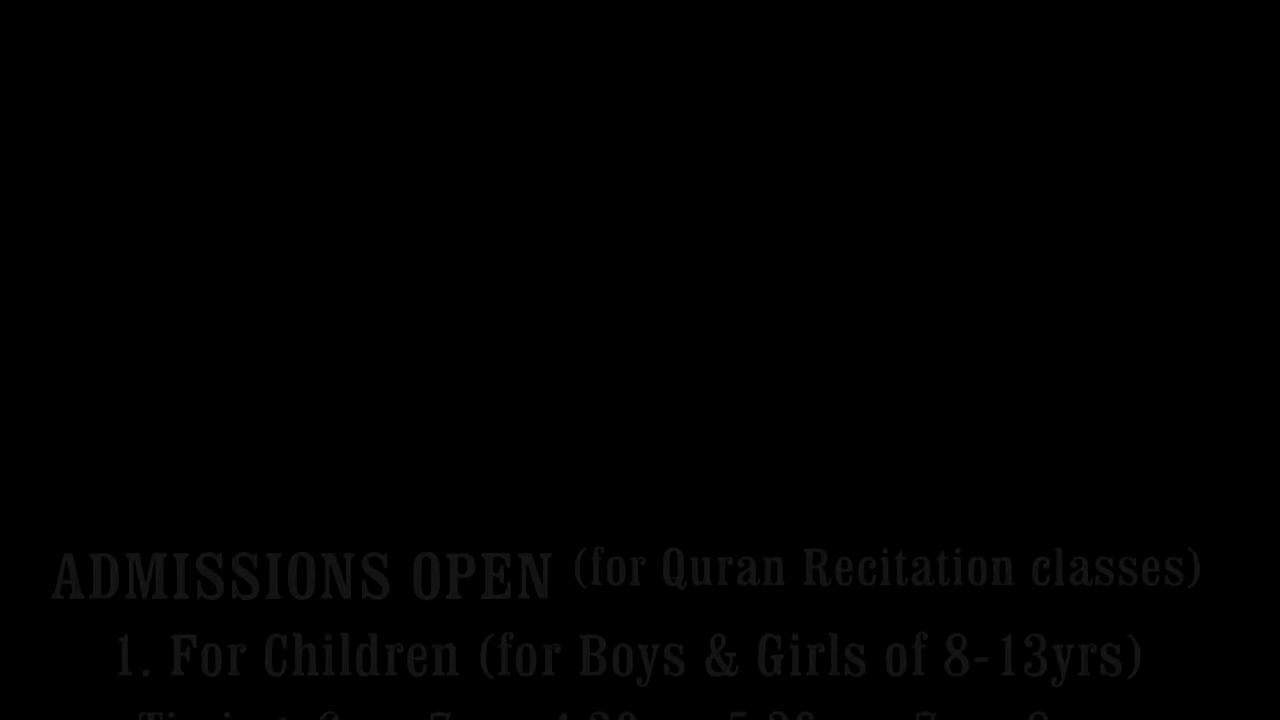 ADMISSIONS OPEN (for Quran Recitation classes)
1. For Children (for Boys & Girls of 8-13yrs)